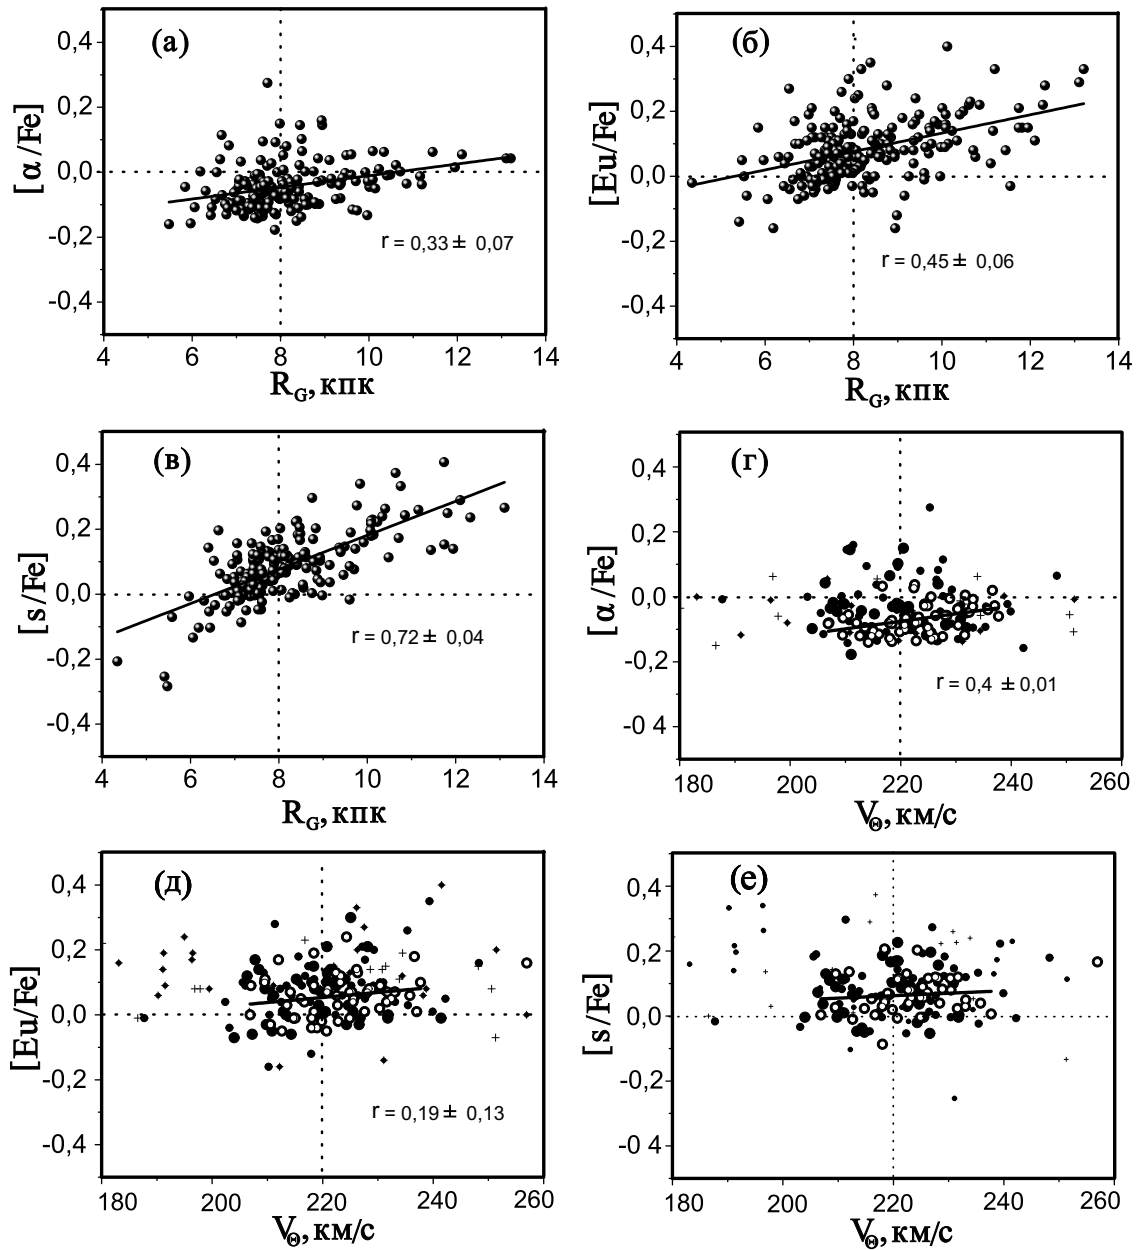 (а)
0,4
0,2
0,0
-0,2
-0,4
[α/Fe]
r = 0,33 ± 0,07
4 6 8 10 12 14
R_G, кпк
(б)
0,4
0,2
0,0
-0,2
-0,4
[Eu/Fe]
r = 0,45 ± 0,06
4 6 8 10 12 14
R_G, кпк
(в)
0,4
0,2
0,0
-0,2
-0,4
[s/Fe]
r = 0,72 ± 0,04
4 6 8 10 12 14
R_G, кпк
(г)
0,4
0,2
0,0
-0,2
-0 4
[α/Fe]
r = 0,4 ± 0,01
180 200 220 240 260
V_Θ, км/с
(д)
0,4
0,2
0,0
-0,2
-0,4
[Eu/Fe]
r = 0,19 ± 0,13
180 200 220 240 260
V_Θ, км/с
(е)
0,4
0,2
0,0
-0,2
-0 4
[s/Fe]
180 200 220 240 260
V_Θ, км/с